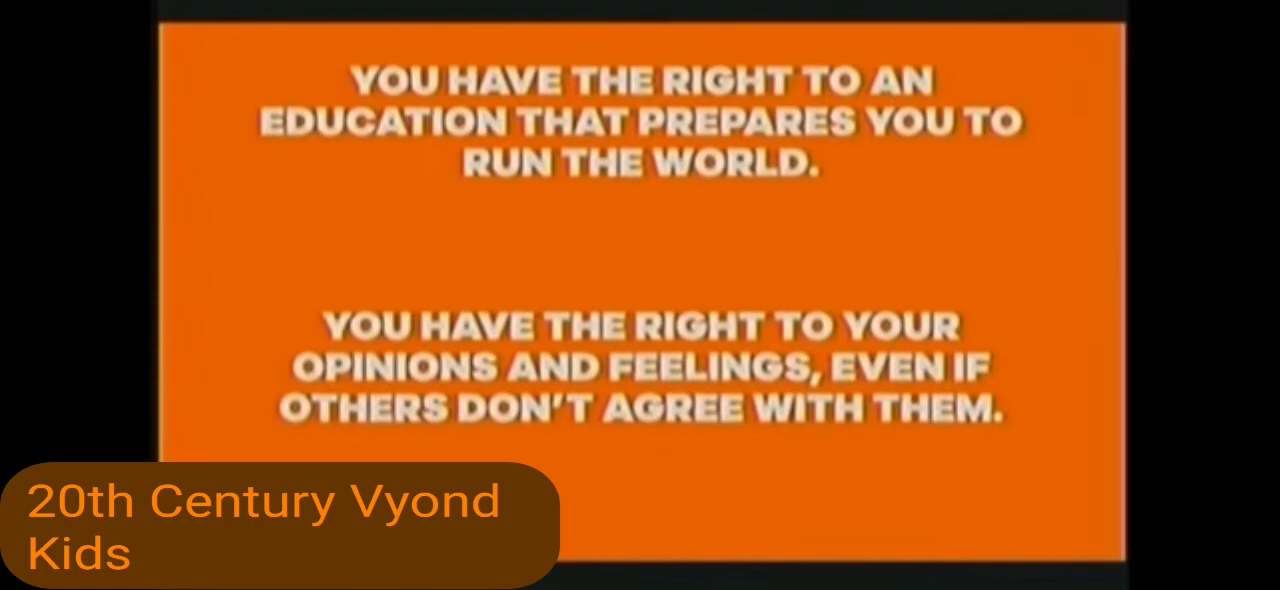 YOU HAVE THE RIGHT TO AN
EDUCATION THAT PREPARES YOU TO
RUN THE WORLD.
YOU HAVE THE RIGHT TO YOUR
OPINIONS AND FEELINGS, EVEN IF
OTHERS DON'T AGREE WITH THEM.
20th Century Vyond
Kids